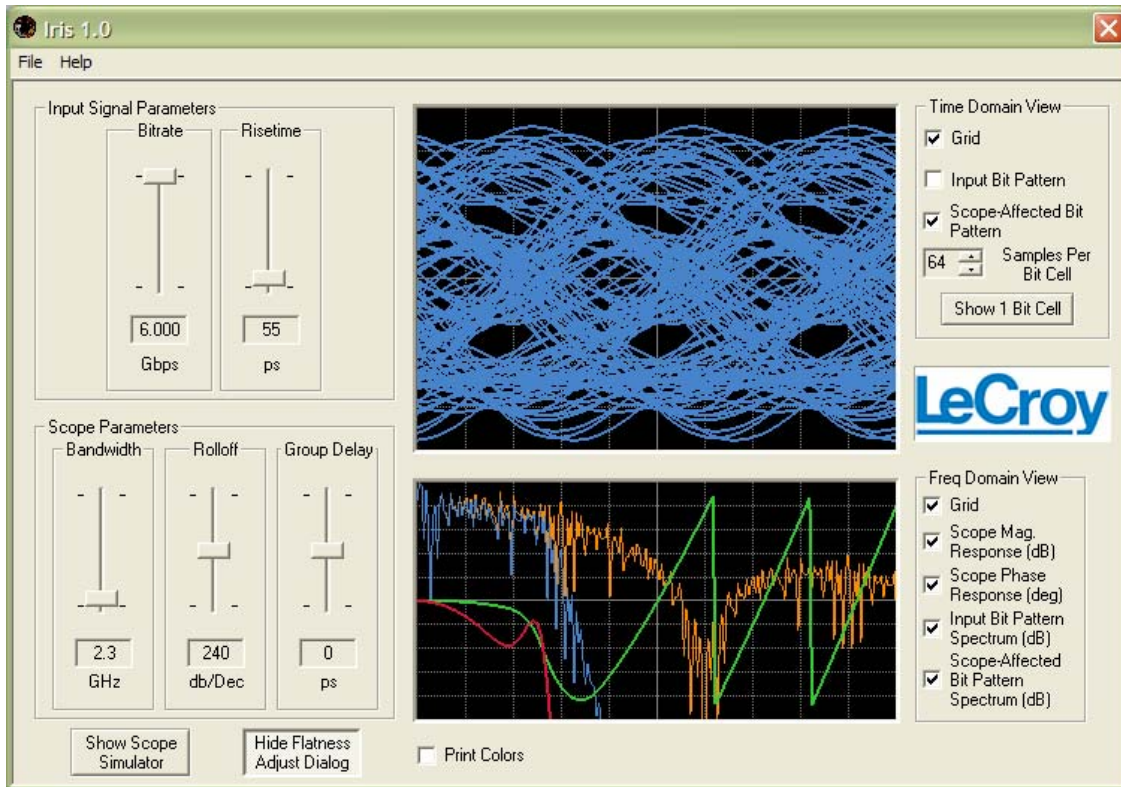 Iris 1.0
File Help
Input Signal Parameters
Bitrate
Risetime
6.000
55
Gbps
ps
Scope Parameters
Bandwidth
Rolloff
Group Delay
2.3
240
0
GHz
db/Dec
ps
Show Scope
Simulator
Hide Flatness
Adjust Dialog
Print Colors
Time Domain View
Grid
Input Bit Pattern
Scope-Affected Bit
Pattern
64
Samples Per
Bit Cell
Show 1 Bit Cell
LeCroy
Freq Domain View
Grid
Scope Mag.
Response (dB)
Scope Phase
Response (deg)
Input Bit Pattern
Spectrum (dB)
Scope-Affected
Bit Pattern
Spectrum (dB)